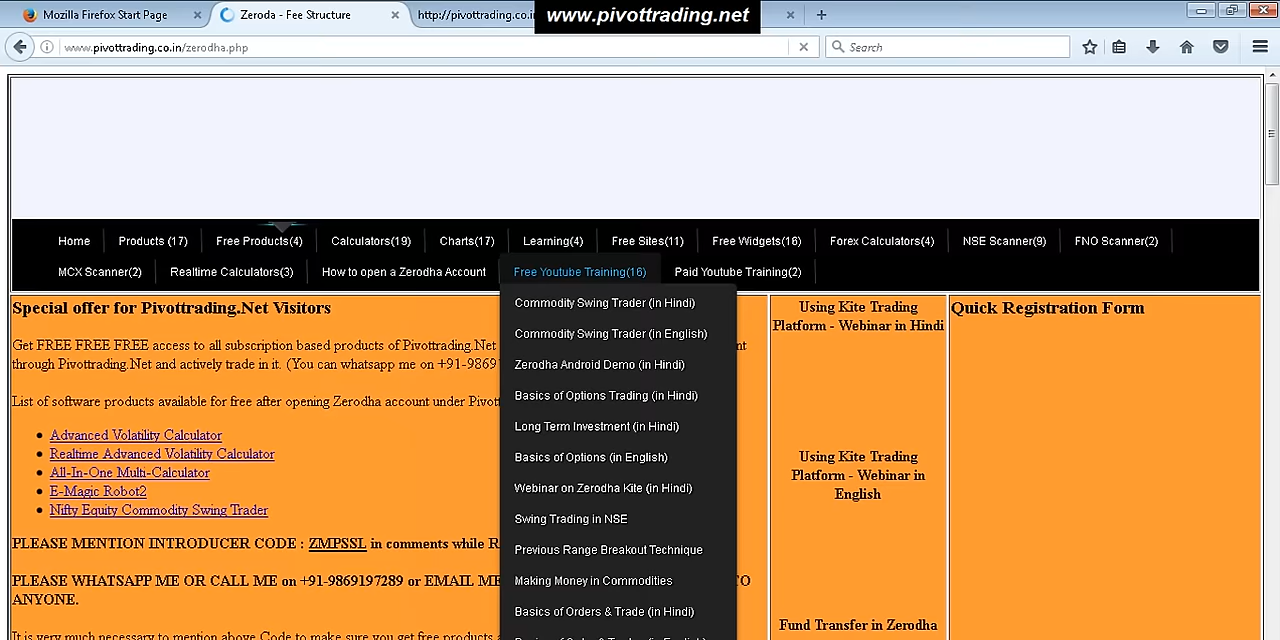 Mozilla Firefox Start Page
Zeroda - Fee Structure
http://pivottrading.co.in
www.pivottrading.net
www.pivottrading.co.in/zerodha.php
Search
Home
Products (17)
Free Products(4)
Calculators(19)
Charts(17)
Learning(4)
Free Sites(11)
Free Widgets(16)
Forex Calculators(4)
NSE Scanner(9)
FNO Scanner(2)
MCX Scanner(2)
Realtime Calculators(3)
How to open a Zerodha Account
Free Youtube Training(16)
Paid Youtube Training(2)
Commodity Swing Trader (in Hindi)
Commodity Swing Trader (in English)
Zerodha Android Demo (in Hindi)
Basics of Options Trading (in Hindi)
Long Term Investment (in Hindi)
Basics of Options (in English)
Webinar on Zerodha Kite (in Hindi)
Swing Trading in NSE
Previous Range Breakout Technique
Making Money in Commodities
Basics of Orders & Trade (in Hindi)
Special offer for Pivottrading.Net Visitors
Get FREE FREE FREE access to all subscription based products of Pivottrading.Net
through Pivottrading.Net and actively trade in it. (You can whatsapp me on +91-9869
List of software products available for free after opening Zerodha account under
Advanced Volatility Calculator
Realtime Advanced Volatility Calculator
All-In-One Multi-Calculator
E-Magic Robot2
Nifty Equity Commodity Swing Trader
PLEASE MENTION INTRODUCER CODE : ZMPSSL in comments while
PLEASE WHATSAPP ME OR CALL ME on +91-9869197289 or EMAIL ME
TO
ANYONE.
It is very much necessary to mention above Code to make sure you get free products
Using Kite Trading
Platform - Webinar in Hindi
Using Kite Trading
Platform - Webinar in
English
Fund Transfer in Zerodha
Quick Registration Form